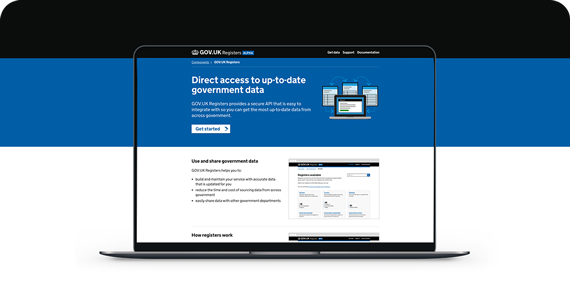 GOV.UK Registers
Get data Support Documentation
GOV.UK Registers
Direct access to up-to-date
government data
GOV.UK Registers provides a secure API that is easy to
integrate with so you can get the most up-to-date data from
across government.
Get started
Use and share government data
GOV.UK Registers helps you to:
build and maintain your service with accurate data
that is updated for you
reduce the time and cost of sourcing data from across
government
easily share data with other government departments
Registers available
How registers work